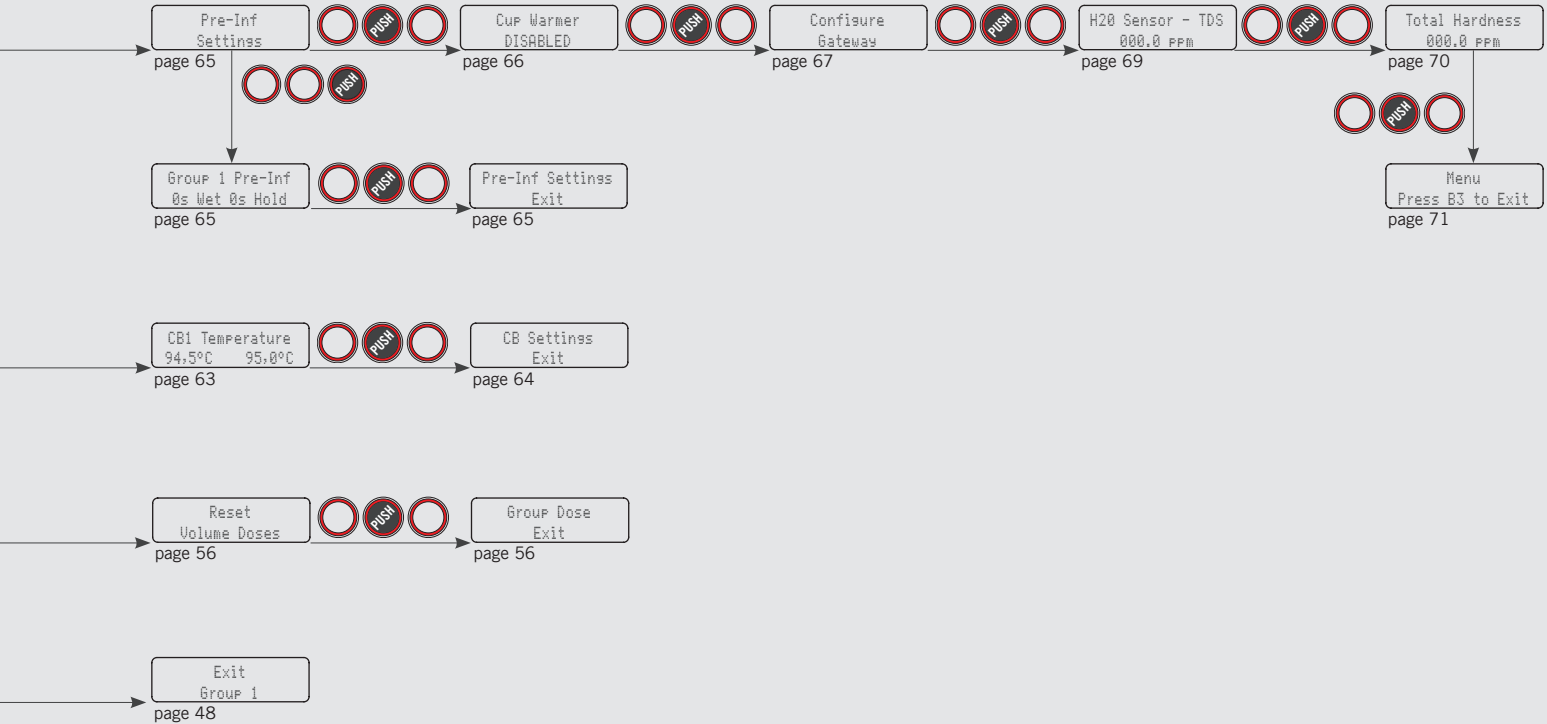 Pre-Inf
Settings
page 65
PUSH
Cup Warmer
DISABLED
page 66
PUSH
Configure
Gateway
page 67
PUSH
H20 Sensor - TDS
000.0 ppm
page 69
PUSH
Total Hardness
000.0 ppm
page 70
PUSH
PUSH
Group 1 Pre-Inf
0s Wet 0s Hold
page 65
PUSH
Pre-Inf Settings
Exit
page 65
Menu
Press B3 to Exit
page 71
CB1 Temperature
94,5°C 95,0°C
page 63
PUSH
CB Settings
Exit
page 64
Reset
Volume Doses
page 56
PUSH
Group Dose
Exit
page 56
Exit
Group 1
page 48